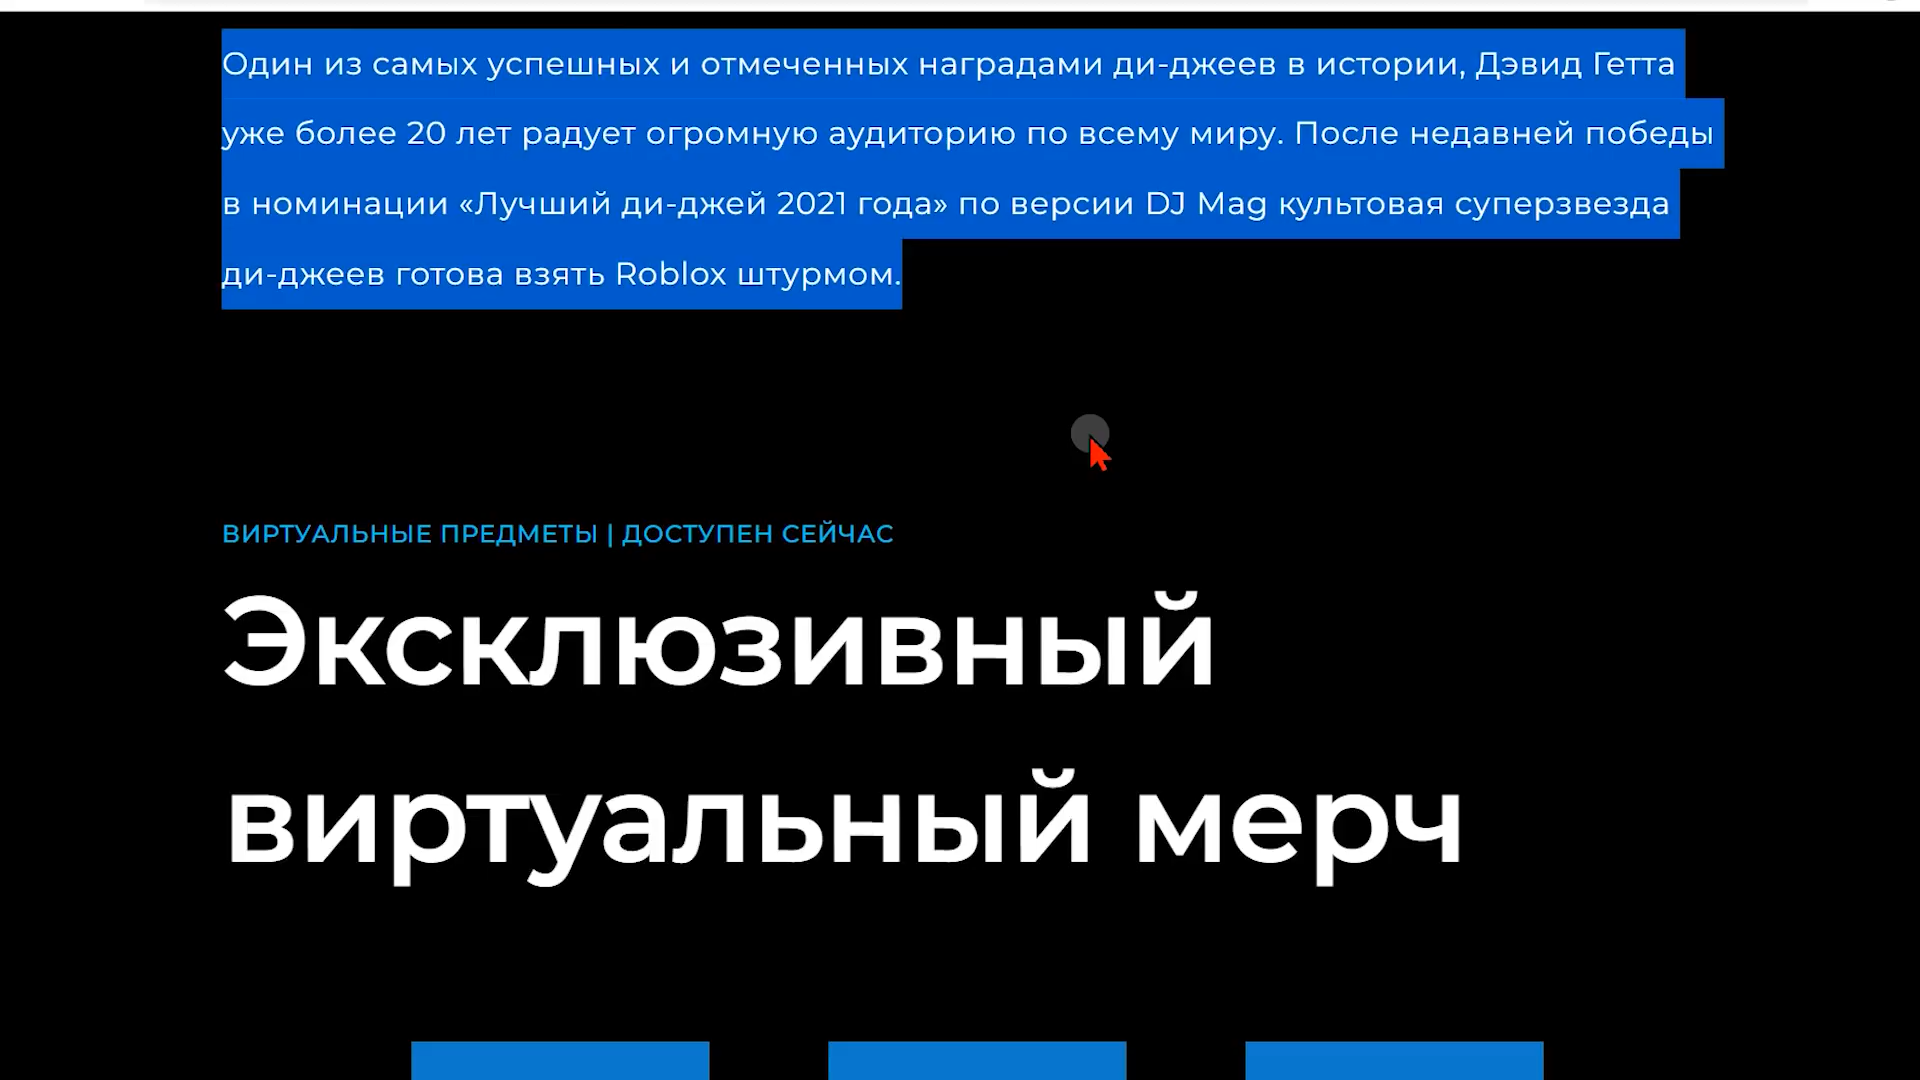 Один из самых успешных и отмеченных наградами ди-джеев в истории, Дэвид Гетта
уже более 20 лет радует огромную аудиторию по всему миру. После недавней победы
в номинации «Лучший ди-джей 2021 года» по версии DJ Mag культовая суперзвезда
ди-джеев готова взять Roblox штурмом.
ВИРТУАЛЬНЫЕ ПРЕДМЕТЫ | ДОСТУПЕН СЕЙЧАС
Эксклюзивный
виртуальный мерч